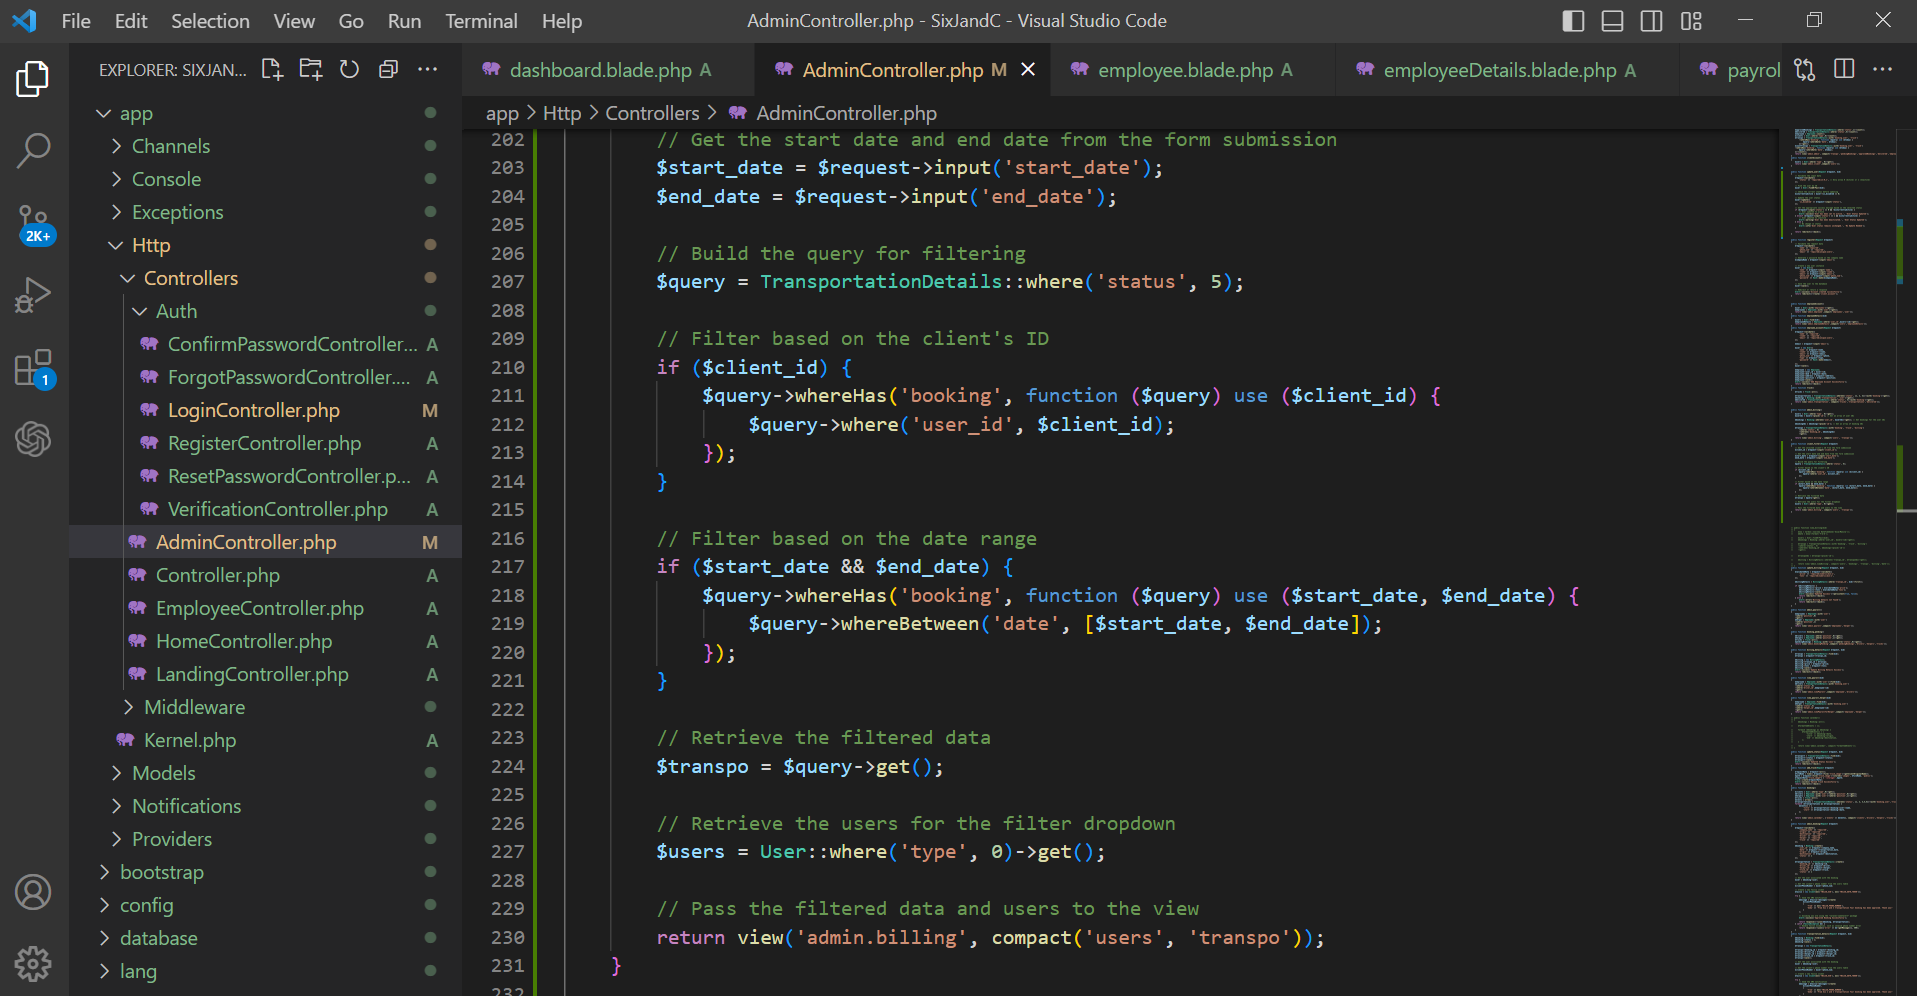 File Edit Selection View Go Run Terminal Help
AdminController.php - SixJandC - Visual Studio Code
EXPLORER: SIXJAN...
dashboard.blade.php A
AdminController.php M
employee.blade.php A
employeeDetails.blade.php A
payrol
app > Http > Controllers > AdminController.php
2K+
1
app
Channels
Console
Exceptions
Http
Controllers
Auth
ConfirmPasswordController... A
ForgotPasswordController.... A
LoginController.php M
RegisterController.php A
ResetPasswordController.p... A
VerificationController.php A
AdminController.php M
Controller.php A
EmployeeController.php A
HomeController.php A
LandingController.php A
Middleware
Kernel.php A
Models
Notifications
Providers
bootstrap
config
database
lang
202 // Get the start date and end date from the form submission
203 $start_date = $request->input('start_date');
204 $end_date = $request->input('end_date');
205
206 // Build the query for filtering
207 $query = TransportationDetails::where('status', 5);
208
209 // Filter based on the client's ID
210 if ($client_id) {
211 $query->whereHas('booking', function ($query) use ($client_id) {
212 $query->where('user_id', $client_id);
213 });
214 }
215
216 // Filter based on the date range
217 if ($start_date && $end_date) {
218 $query->whereHas('booking', function ($query) use ($start_date, $end_date) {
219 $query->whereBetween('date', [$start_date, $end_date]);
220 });
221 }
222
223 // Retrieve the filtered data
224 $transpo = $query->get();
225
226 // Retrieve the users for the filter dropdown
227 $users = User::where('type', 0)->get();
228
229 // Pass the filtered data and users to the view
230 return view('admin.billing', compact('users', 'transpo'));
231 }
232